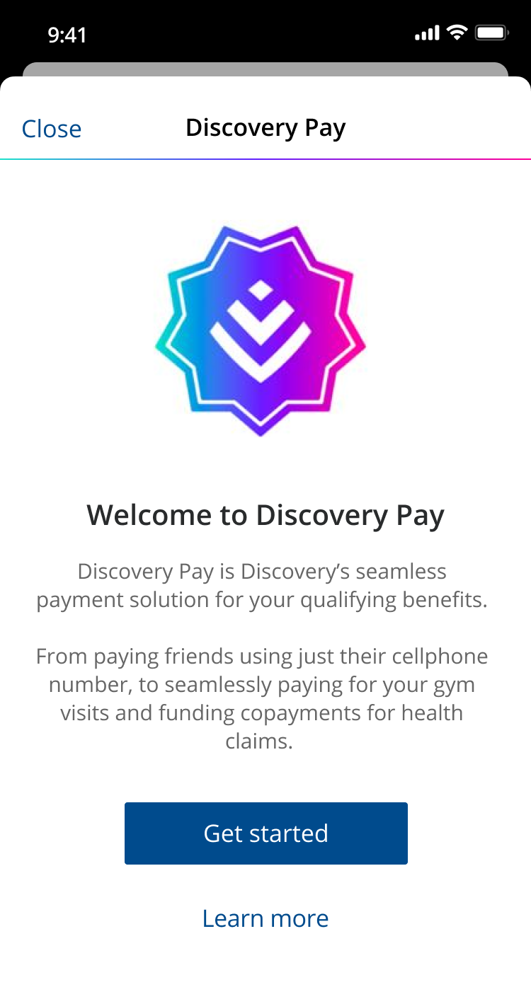 9:41
Close
Discovery Pay
Welcome to Discovery Pay
Discovery Pay is Discovery’s seamless
payment solution for your qualifying benefits.
From paying friends using just their cellphone
number, to seamlessly paying for your gym
visits and funding copayments for health
claims.
Get started
Learn more